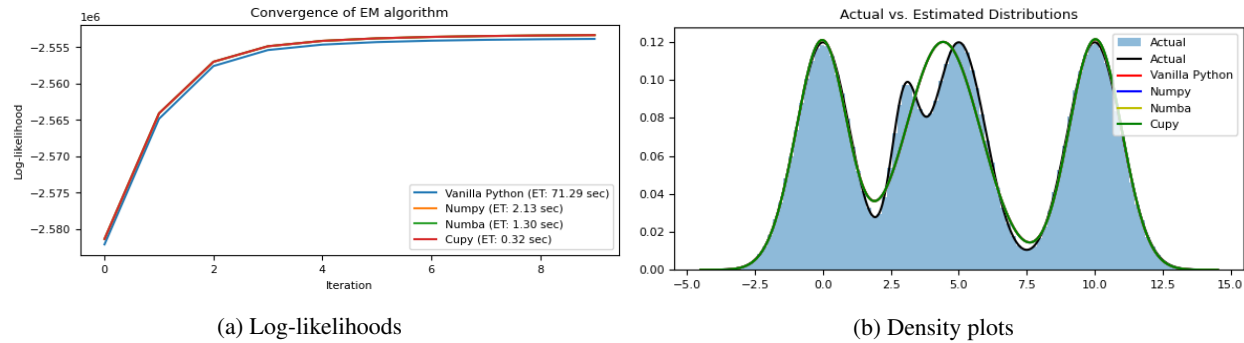 Convergence of EM algorithm
1e6
−2.555
−2.560
−2.565
−2.570
−2.575
−2.580
Log-likelihood
0
2
4
6
8
Iteration
Vanilla Python (ET: 71.29 sec)
Numpy (ET: 2.13 sec)
Numba (ET: 1.30 sec)
Cupy (ET: 0.32 sec)
(a) Log-likelihoods
Actual vs. Estimated Distributions
0.12
0.10
0.08
0.06
0.04
0.02
0.00
−5.0
−2.5
0.0
2.5
5.0
7.5
10.0
12.5
15.0
Actual
Actual
Vanilla Python
Numpy
Numba
Cupy
(b) Density plots